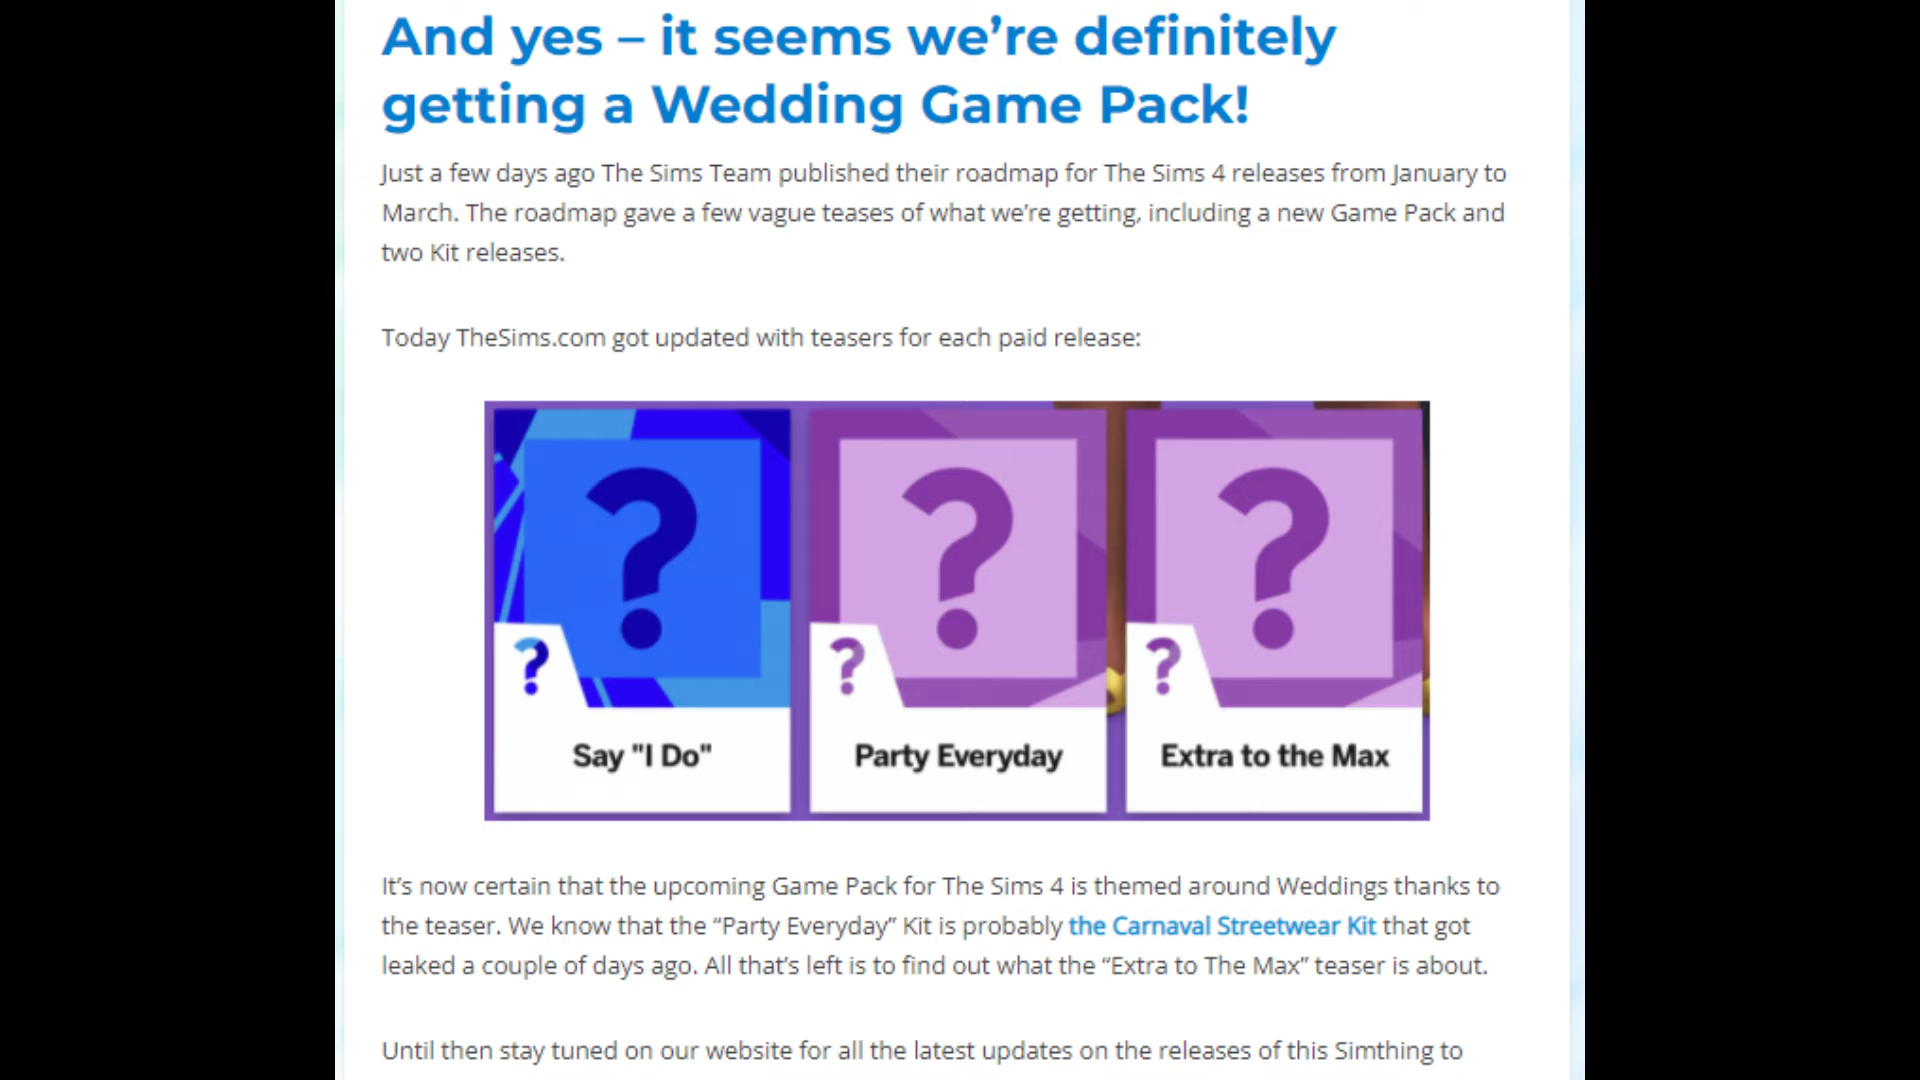 And yes – it seems we’re definitely
getting a Wedding Game Pack!
Just a few days ago The Sims Team published their roadmap for The Sims 4 releases from January to
March. The roadmap gave a few vague teases of what we’re getting, including a new Game Pack and
two Kit releases.
Today TheSims.com got updated with teasers for each paid release:
? ? ?
? ? ?
Say "I Do" Party Everyday Extra to the Max
It’s now certain that the upcoming Game Pack for The Sims 4 is themed around Weddings thanks to
the teaser. We know that the “Party Everyday” Kit is probably the Carnaval Streetwear Kit that got
leaked a couple of days ago. All that’s left is to find out what the “Extra to The Max” teaser is about.
Until then stay tuned on our website for all the latest updates on the releases of this Simthing to